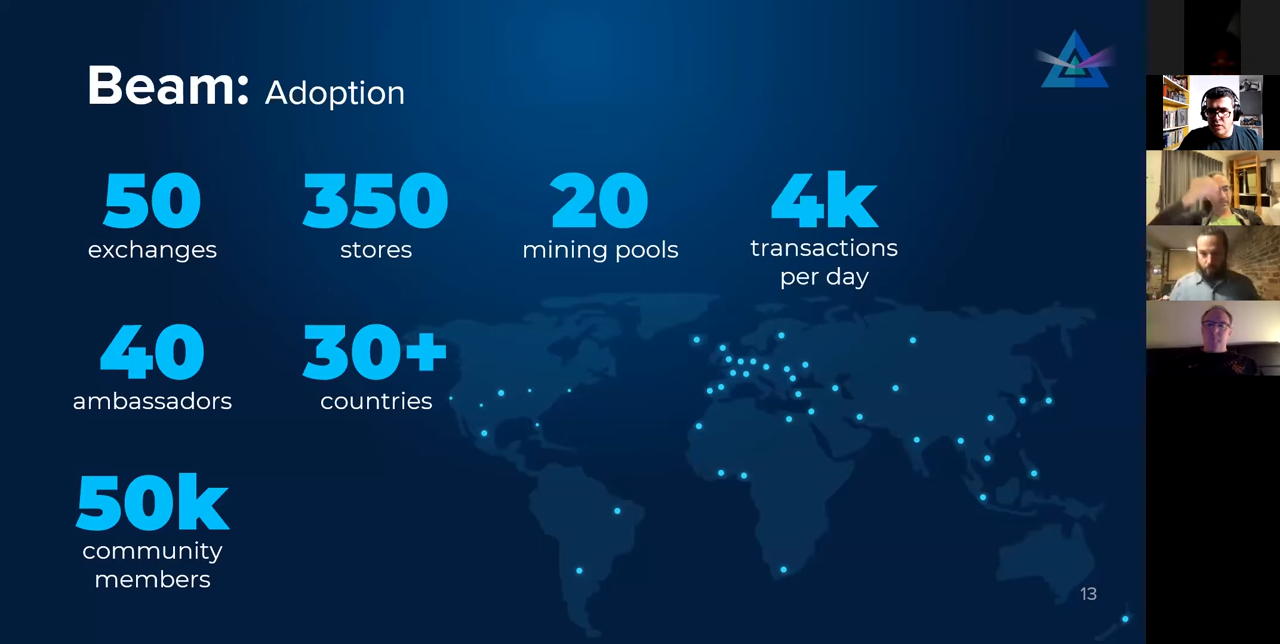 Beam: Adoption
50
exchanges
350
stores
20
mining pools
4k
transactions
per day
40
ambassadors
30+
countries
50k
community
members
13